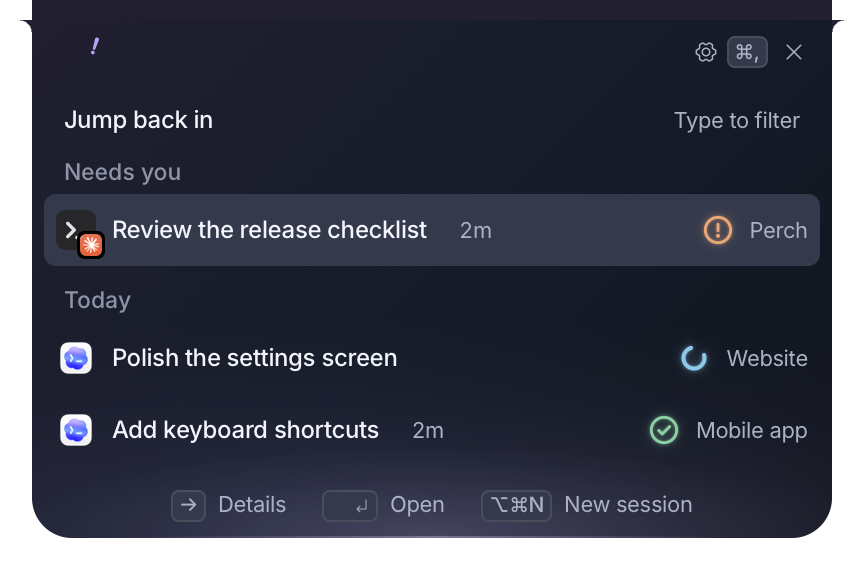 !
⌘,
Jump back in Type to filter
Needs you
Review the release checklist 2m Perch
Today
Polish the settings screen Website
Add keyboard shortcuts 2m Mobile app
→ Details ↵ Open ⌥⌘N New session